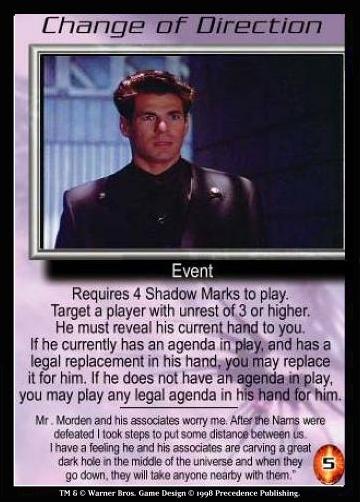 Change of Direction
Event
Requires 4 Shadow Marks to play.
Target a player with unrest of 3 or higher.
He must reveal his current hand to you.
If he currently has an agenda in play, and has a
legal replacement in his hand, you may replace
it for him. If he does not have an agenda in play,
you may play any legal agenda in his hand for him.
Mr . Morden and his associates worry me. After the Narns were
defeated I took steps to put some distance between us.
I have a feeling he and his associates are carving a great
dark hole in the middle of the universe and when they
go down, they will take anyone nearby with them."
5
TM & © Warner Bros. Game Design © 1998 Precedence Publishing.